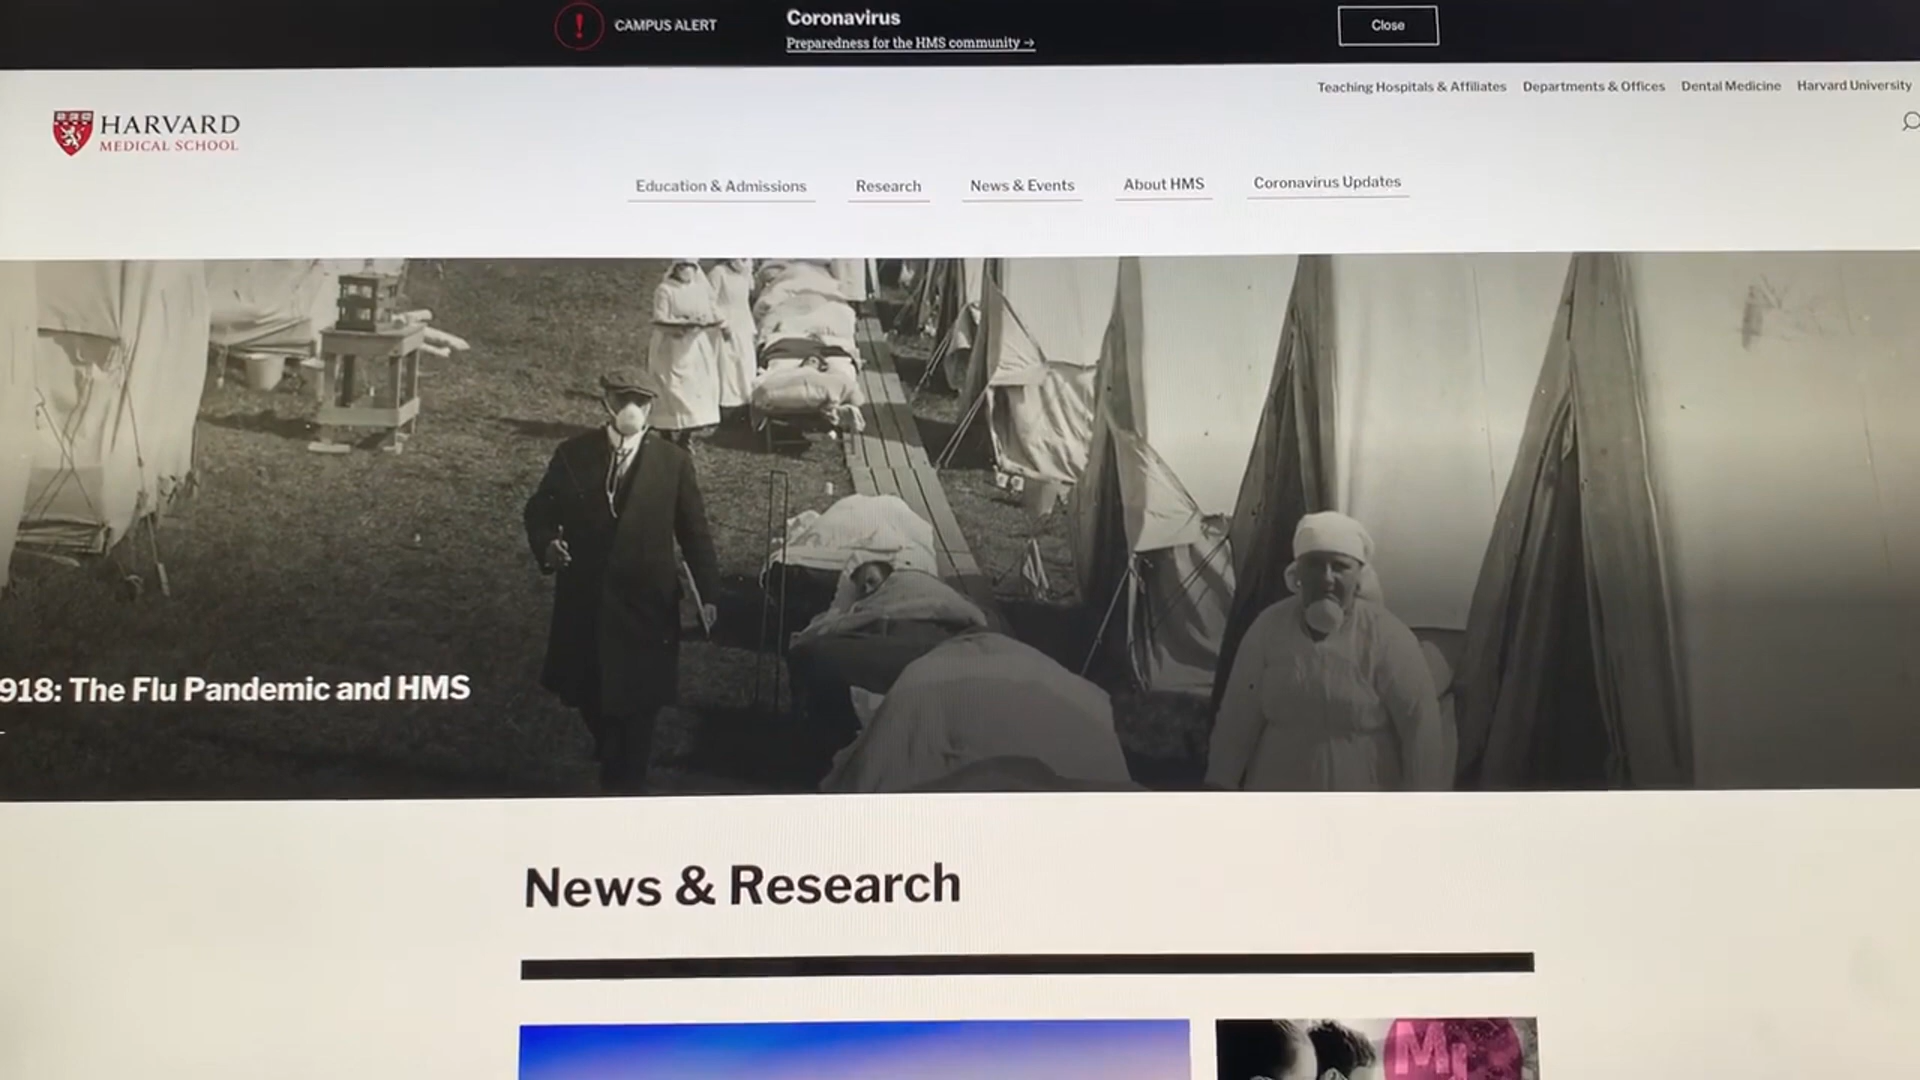 CAMPUS ALERT
Coronavirus
Preparedness for the HMS community →
Close
Teaching Hospitals & Affiliates
Departments & Offices
Dental Medicine
Harvard University
HARVARD
MEDICAL SCHOOL
Education & Admissions
Research
News & Events
About HMS
Coronavirus Updates
918: The Flu Pandemic and HMS
News & Research